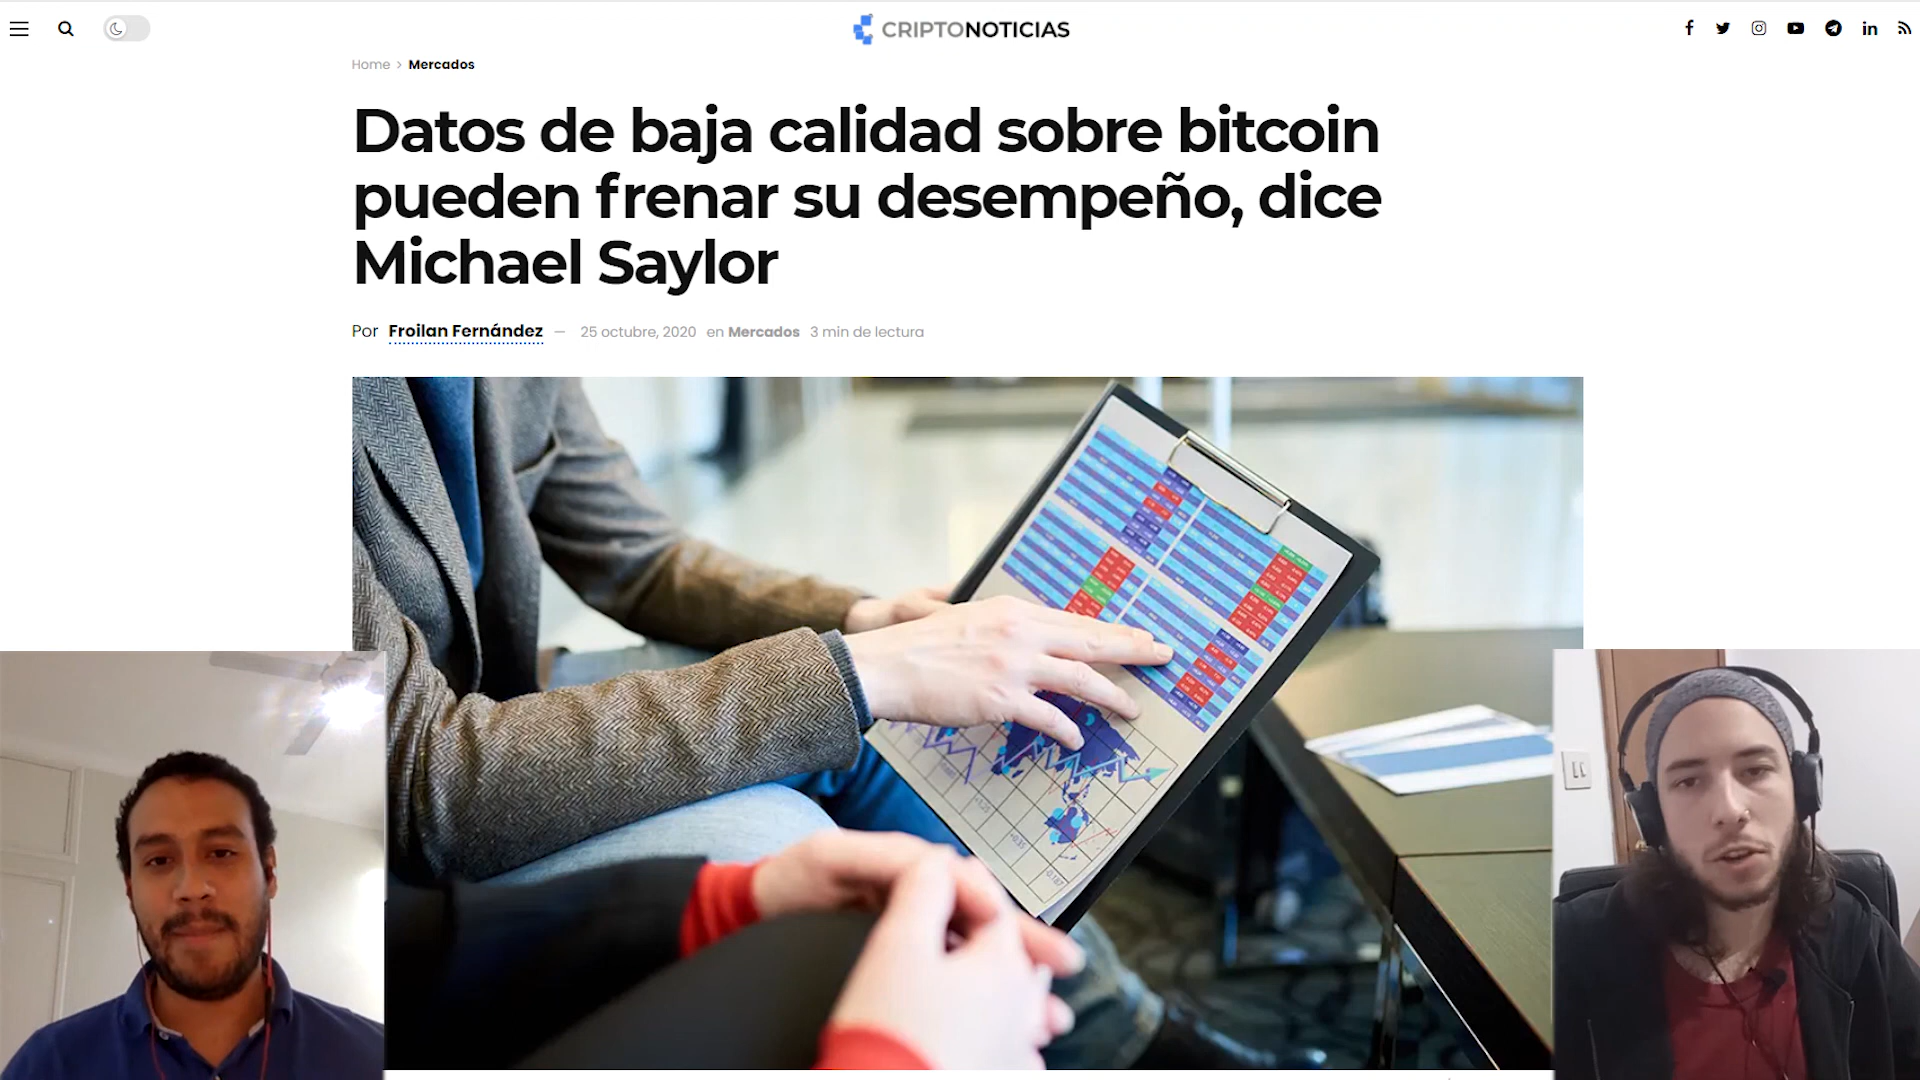 CRIPTONOTICIAS
Home > Mercados
Datos de baja calidad sobre bitcoin
pueden frenar su desempeño, dice
Michael Saylor
Por Froilan Fernández — 25 octubre, 2020 en Mercados 3 min de lectura